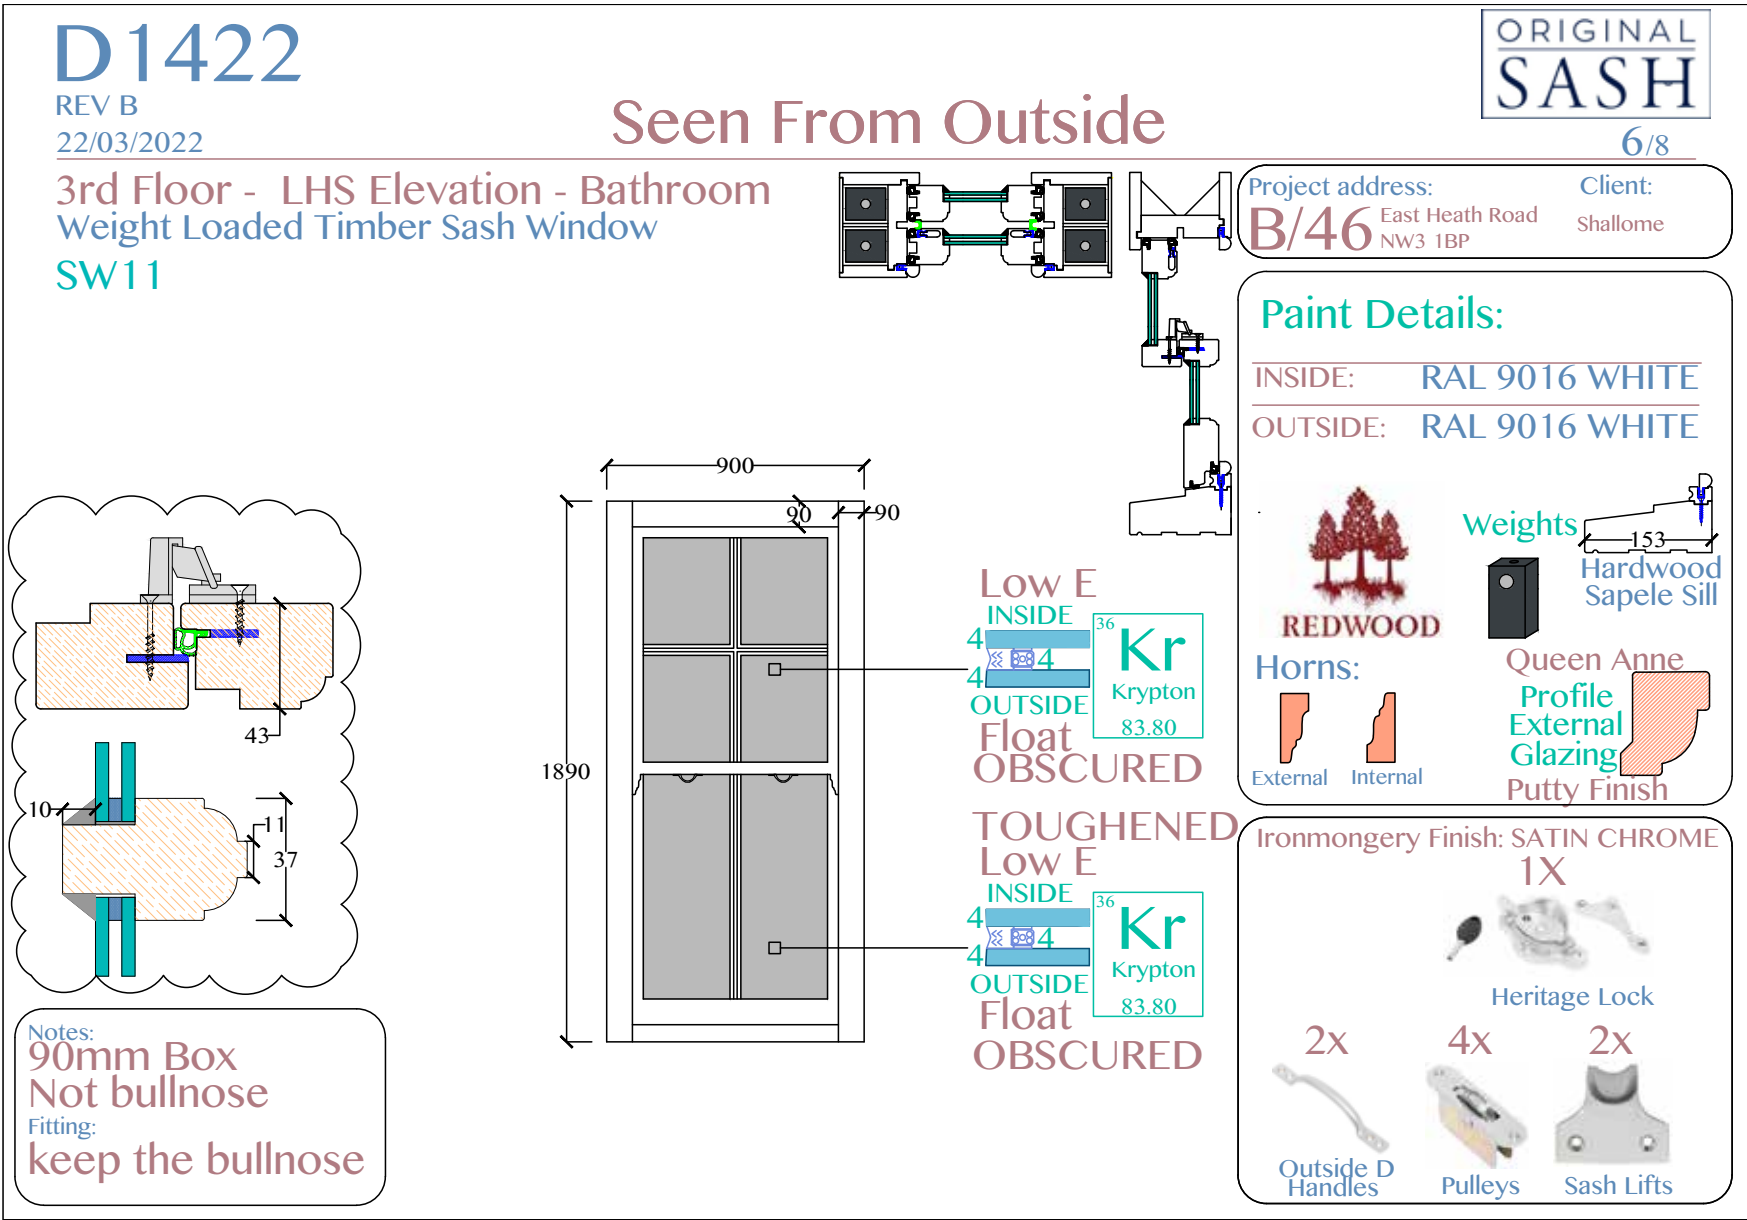 D1422
REV B
22/03/2022
Seen From Outside
ORIGINAL
SASH
6/8
3rd Floor - LHS Elevation - Bathroom
Weight Loaded Timber Sash Window
SW11
Project address:
Client:
B/46
East Heath Road
NW3 1BP
Shallome
Paint Details:
INSIDE: RAL 9016 WHITE
OUTSIDE: RAL 9016 WHITE
REDWOOD
Weights
153
Hardwood
Sapele Sill
Horns:
External
Internal
Queen Anne
Profile
External
Glazing
Putty Finish
900
90
90
1890
43
10
11
37
Low E
INSIDE
4
4
4
OUTSIDE
Float
OBSCURED
36
Kr
Krypton
83.80
TOUGHENED
Low E
INSIDE
4
4
4
OUTSIDE
Float
OBSCURED
36
Kr
Krypton
83.80
Ironmongery Finish: SATIN CHROME
1X
Heritage Lock
2x
4x
2x
Outside D
Handles
Pulleys
Sash Lifts
Notes:
90mm Box
Not bullnose
Fitting:
keep the bullnose